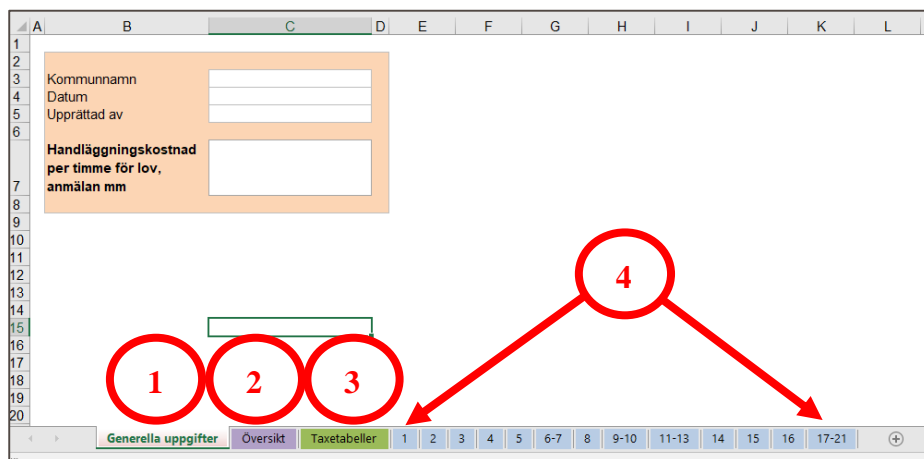 A B C D E F G H I J K L
1
2
3 Kommunnamn
4 Datum
5 Upprättad av
6
Handläggningskostnad
per timme för lov,
7 anmälan mm
8
9
10
11
12
4
13
14
15
16
17
18
1 2 3
19
20
Generella uppgifter Översikt Taxetabeller 1 2 3 4 5 6-7 8 9-10 11-13 14 15 16 17-21